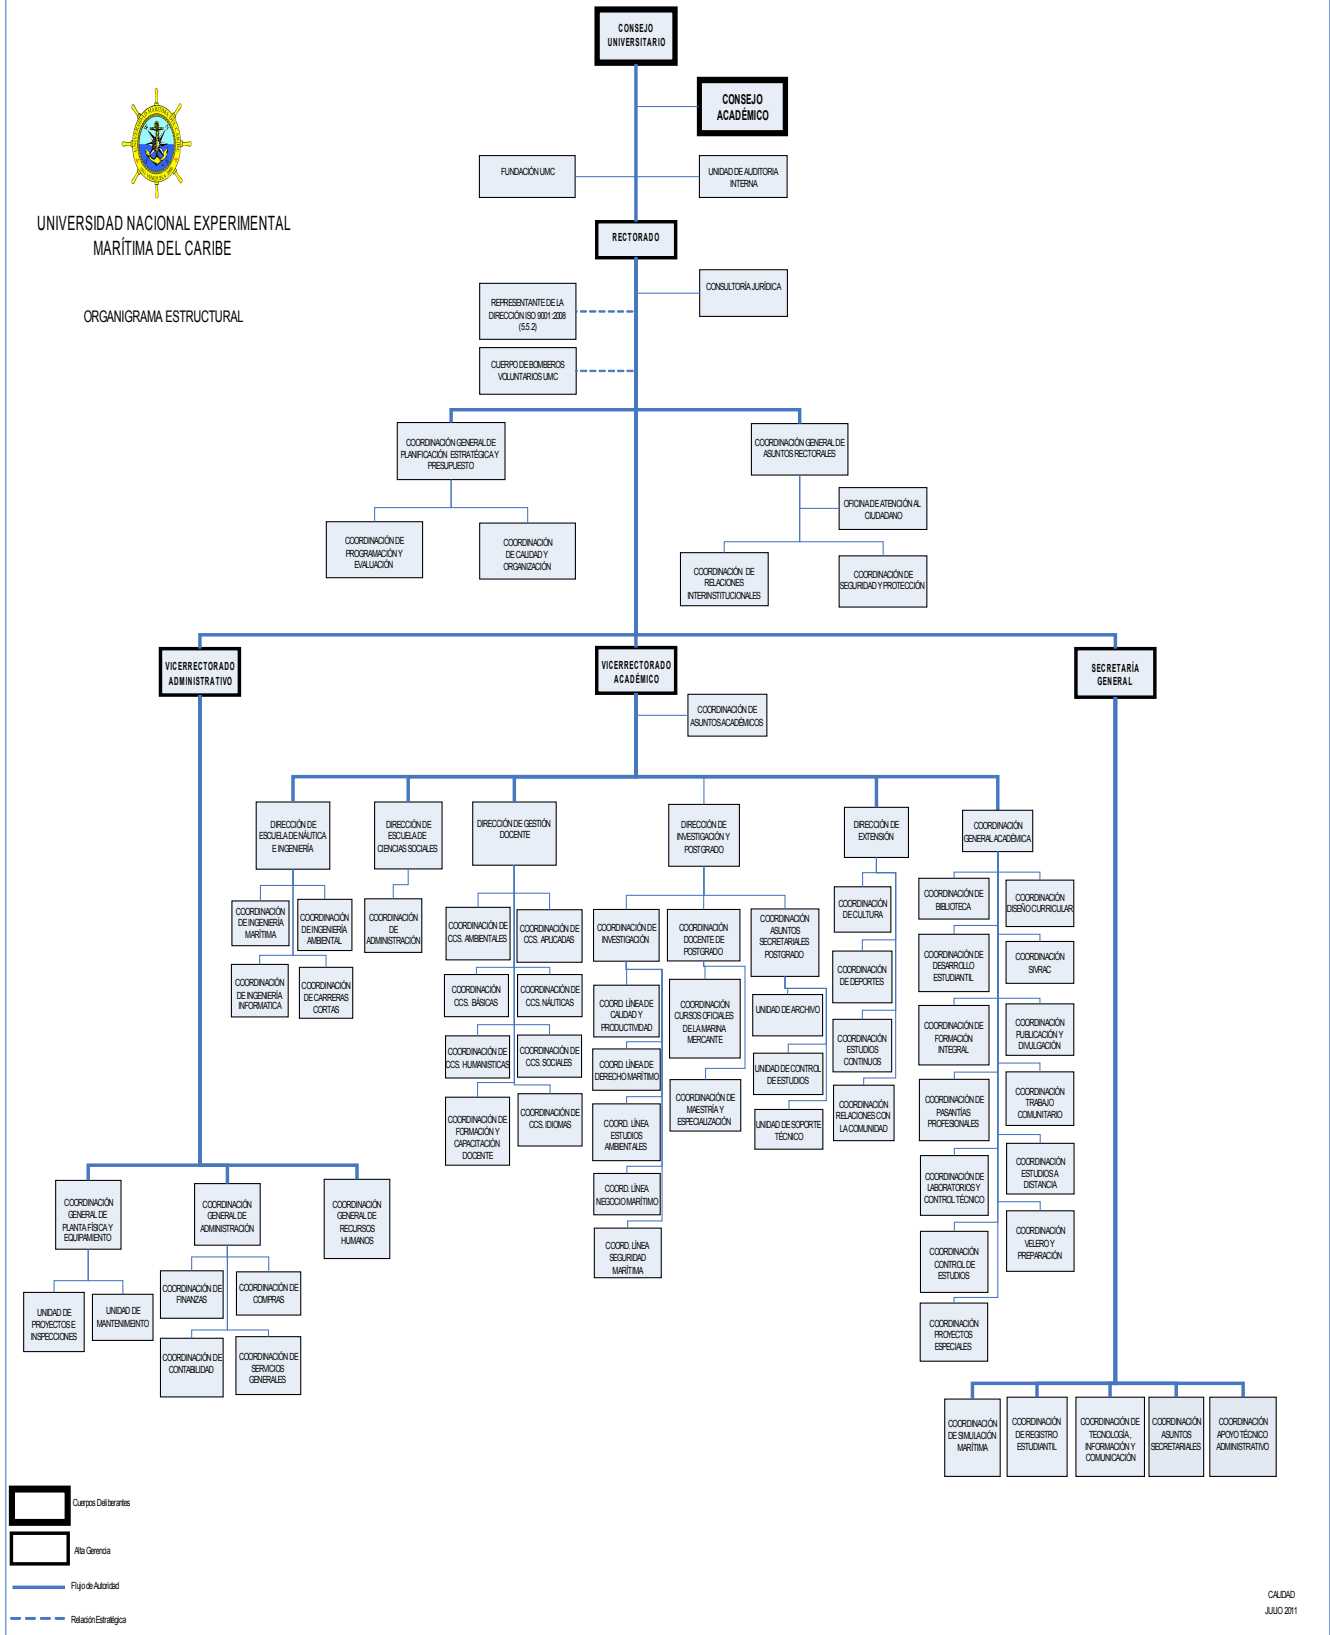 CONSEJO
UNIVERSITARIO
CONSEJO
ACADÉMICO
FUNDACIÓN UMC
UNIDAD DE AUDITORIA
INTERNA
UNIVERSIDAD NACIONAL EXPERIMENTAL
MARÍTIMA DEL CARIBE
ORGANIGRAMA ESTRUCTURAL
RECTORADO
CONSULTORÍA JURÍDICA
REPRESENTANTE DE LA
DIRECCIÓN ISO 9001:2008
(5.5.2)
CUERPO DE BOMBEROS
VOLUNTARIOS UMC
COORDINACIÓN GENERAL DE
PLANIFICACIÓN ESTRATÉGICA Y
PRESUPUESTO
COORDINACIÓN GENERAL DE
ASUNTOS RECTORALES
OFICINA DE ATENCIÓN AL
CIUDADANO
COORDINACIÓN DE
PROGRAMACIÓN Y
EVALUACIÓN
COORDINACIÓN
DE CALIDAD Y
ORGANIZACIÓN
COORDINACIÓN DE
RELACIONES
INTERINSTITUCIONALES
COORDINACIÓN DE
SEGURIDAD Y PROTECCIÓN
VICERRECTORADO
ADMINISTRATIVO
VICERRECTORADO
ACADÉMICO
SECRETARÍA
GENERAL
COORDINACIÓN DE
ASUNTOS ACADÉMICOS
DIRECCIÓN DE
ESCUELA DE NÁUTICA
E INGENIERÍA
DIRECCIÓN DE
ESCUELA DE
CIENCIAS SOCIALES
DIRECCIÓN DE GESTIÓN
DOCENTE
DIRECCIÓN DE
INVESTIGACIÓN Y
POSTGRADO
DIRECCIÓN DE
EXTENSIÓN
COORDINACIÓN
GENERAL ACADÉMICA
COORDINACIÓN
DE INGENIERÍA
MARÍTIMA
COORDINACIÓN
DE INGENIERÍA
AMBIENTAL
COORDINACIÓN
DE INGENIERÍA
INFORMATICA
COORDINACIÓN
DE CARRERAS
CORTAS
COORDINACIÓN
DE
ADMINISTRACIÓN
COORDINACIÓN DE
CCS. AMBIENTALES
COORDINACIÓN DE
CCS. APLICADAS
COORDINACIÓN
CCS. BÁSICAS
COORDINACIÓN DE
CCS. NÁUTICAS
COORDINACIÓN DE
CCS. HUMANISTICAS
COORDINACIÓN DE
CCS. SOCIALES
COORDINACIÓN DE
FORMACIÓN Y
CAPACITACIÓN
DOCENTE
COORDINACIÓN DE
CCS. IDIOMAS
COORDINACIÓN DE
INVESTIGACIÓN
COORD. LÍNEA DE
CALIDAD Y
PRODUCTIVIDAD
COORD. LÍNEA DE
DERECHO MARÍTIMO
COORD. LÍNEA
ESTUDIOS
AMBIENTALES
COORD. LÍNEA
NEGOCIO MARÍTIMO
COORD. LÍNEA
SEGURIDAD
MARÍTIMA
COORDINACIÓN
DOCENTE DE
POSTGRADO
COORDINACIÓN
CURSOS OFICIALES
DE LA MARINA
MERCANTE
COORDINACIÓN DE
MAESTRÍA Y
ESPECIALIZACIÓN
COORDINACIÓN
ASUNTOS
SECRETARIALES
POSTGRADO
UNIDAD DE ARCHIVO
UNIDAD DE CONTROL
DE ESTUDIOS
UNIDAD DE SOPORTE
TÉCNICO
COORDINACIÓN
DE CULTURA
COORDINACIÓN
DE DEPORTES
COORDINACIÓN
ESTUDIOS
CONTINUOS
COORDINACIÓN
RELACIONES CON
LA COMUNIDAD
COORDINACIÓN DE
BIBLIOTECA
COORDINACIÓN
DISEÑO CURRICULAR
COORDINACIÓN DE
DESARROLLO
ESTUDIANTIL
COORDINACIÓN
SIVRAC
COORDINACIÓN DE
FORMACIÓN
INTEGRAL
COORDINACIÓN
PUBLICACIÓN Y
DIVULGACIÓN
COORDINACIÓN DE
PASANTÍAS
PROFESIONALES
COORDINACIÓN
TRABAJO
COMUNITARIO
COORDINACIÓN DE
LABORATORIOS Y
CONTROL TÉCNICO
COORDINACIÓN
ESTUDIOS A
DISTANCIA
COORDINACIÓN
CONTROL DE
ESTUDIOS
COORDINACIÓN
VELERO Y
PREPARACIÓN
COORDINACIÓN
PROYECTOS
ESPECIALES
COORDINACIÓN
GENERAL DE
PLANTA FÍSICA Y
EQUIPAMIENTO
COORDINACIÓN
GENERAL DE
ADMINISTRACIÓN
COORDINACIÓN
GENERAL DE
RECURSOS
HUMANOS
UNIDAD DE
PROYECTOS E
INSPECCIONES
UNIDAD DE
MANTENIMEINTO
COORDINACIÓN DE
FINANZAS
COORDINACIÓN DE
COMPRAS
COORDINACIÓN DE
CONTABILIDAD
COORDINACIÓN DE
SERVICIOS
GENERALES
COORDINACIÓN
DE SIMULACIÓN
MARÍTIMA
COORDINACIÓN
DE REGISTRO
ESTUDIANTIL
COORDINACIÓN DE
TECNOLOGÍA,
INFORMACIÓN Y
COMUNICACIÓN
COORDINACIÓN
ASUNTOS
SECRETARIALES
COORDINACIÓN
APOYO TÉCNICO
ADMINISTRATIVO
Cuerpos Deliberantes
Alta Gerencia
Flujo de Autoridad
Relación Estratégica
CALIDAD
JULIO 2011